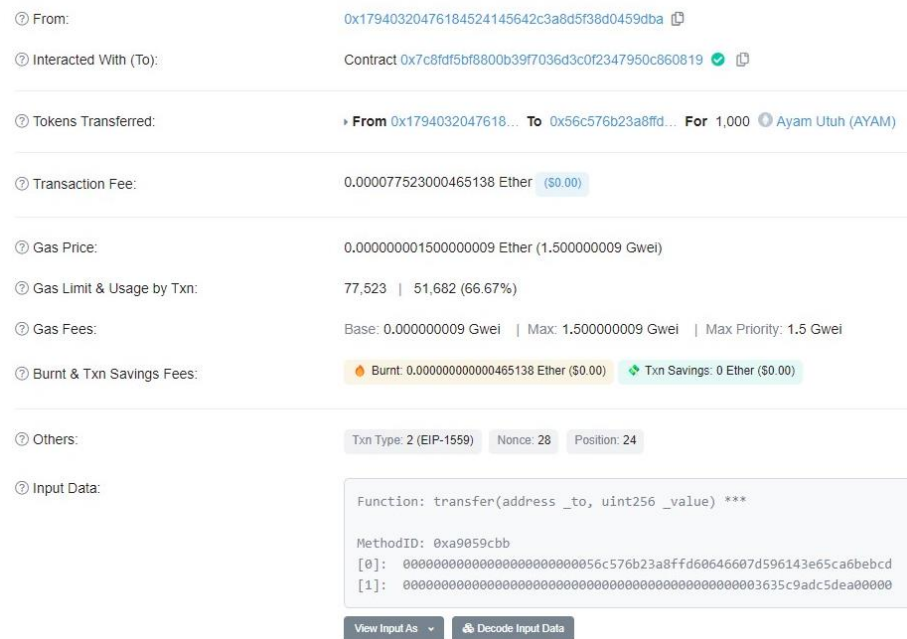 From: 0x17940320476184524145642c3a8d5f38d0459dba
Interacted With (To): Contract 0x7c8fdf5bf8800b39f7036d3c0f2347950c860819
Tokens Transferred: From 0x1794032047618... To 0x56c576b23a8ffd... For 1,000 Ayam Utuh (AYAM)
Transaction Fee: 0.000077523000465138 Ether ($0.00)
Gas Price: 0.000000001500000009 Ether (1.500000009 Gwei)
Gas Limit & Usage by Txn: 77,523 | 51,682 (66.67%)
Gas Fees: Base: 0.000000009 Gwei | Max: 1.500000009 Gwei | Max Priority: 1.5 Gwei
Burnt & Txn Savings Fees: Burnt: 0.000000000000465138 Ether ($0.00) Txn Savings: 0 Ether ($0.00)
Others: Txn Type: 2 (EIP-1559) Nonce: 28 Position: 24
Input Data:
Function: transfer(address _to, uint256 _value) ***
MethodID: 0xa9059cbb
[0]: 00000000000000000000000056c576b23a8ffd60646607d596143e65ca6bebcd
[1]: 00000000000000000000000000000000000000000000003635c9adc5dea00000
View Input As Decode Input Data